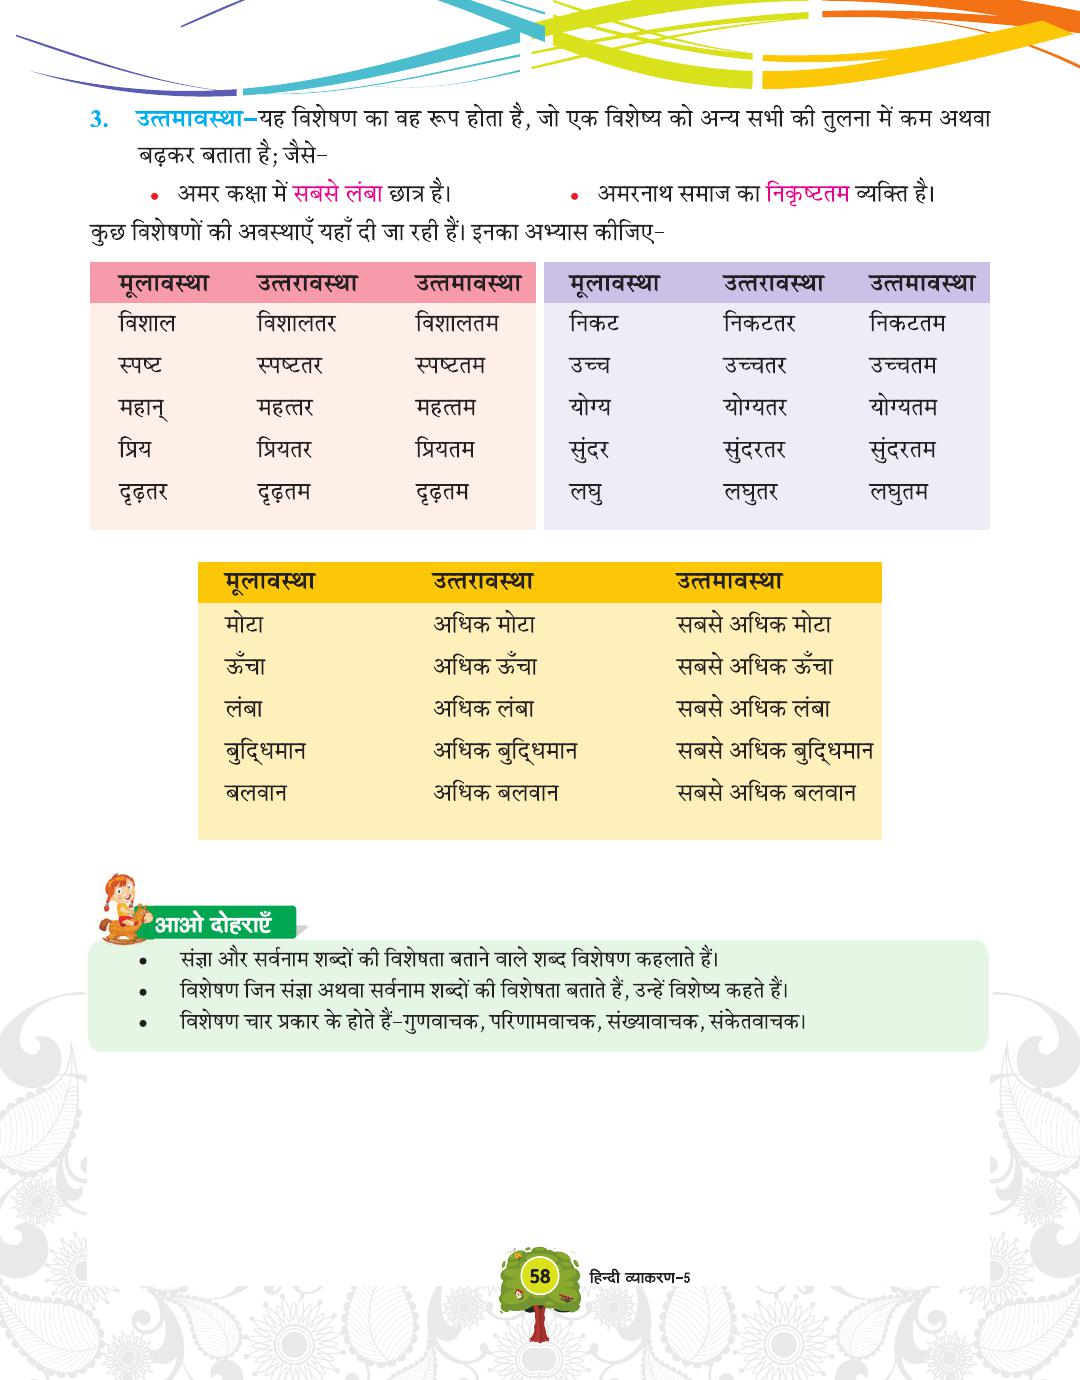 3. उत्तमावस्था–यह विशेषण का वह रूप होता है, जो एक विशेष्य को अन्य सभी की तुलना में कम अथवा
बढ़कर बताता है; जैसे–
• अमर कक्षा में सबसे लंबा छात्र है। • अमरनाथ समाज का निकृष्टतम व्यक्ति है।
कुछ विशेषणों की अवस्थाएँ यहाँ दी जा रही हैं। इनका अभ्यास कीजिए–
मूलावस्था उत्तरावस्था उत्तमावस्था
विशाल विशालतर विशालतम
स्पष्ट स्पष्टतर स्पष्टतम
महान् महत्तर महत्तम
प्रिय प्रियतर प्रियतम
दृढ़तर दृढ़तम दृढ़तम
मूलावस्था उत्तरावस्था उत्तमावस्था
निकट निकटतर निकटतम
उच्च उच्चतर उच्चतम
योग्य योग्यतर योग्यतम
सुंदर सुंदरतर सुंदरतम
लघु लघुतर लघुतम
मूलावस्था उत्तरावस्था उत्तमावस्था
मोटा अधिक मोटा सबसे अधिक मोटा
ऊँचा अधिक ऊँचा सबसे अधिक ऊँचा
लंबा अधिक लंबा सबसे अधिक लंबा
बुद्धिमान अधिक बुद्धिमान सबसे अधिक बुद्धिमान
बलवान अधिक बलवान सबसे अधिक बलवान
आओ दोहराएँ
• संज्ञा और सर्वनाम शब्दों की विशेषता बताने वाले शब्द विशेषण कहलाते हैं।
• विशेषण जिन संज्ञा अथवा सर्वनाम शब्दों की विशेषता बताते हैं, उन्हें विशेष्य कहते हैं।
• विशेषण चार प्रकार के होते हैं–गुणवाचक, परिणामवाचक, संख्यावाचक, संकेतवाचक।
58 हिन्दी व्याकरण–5